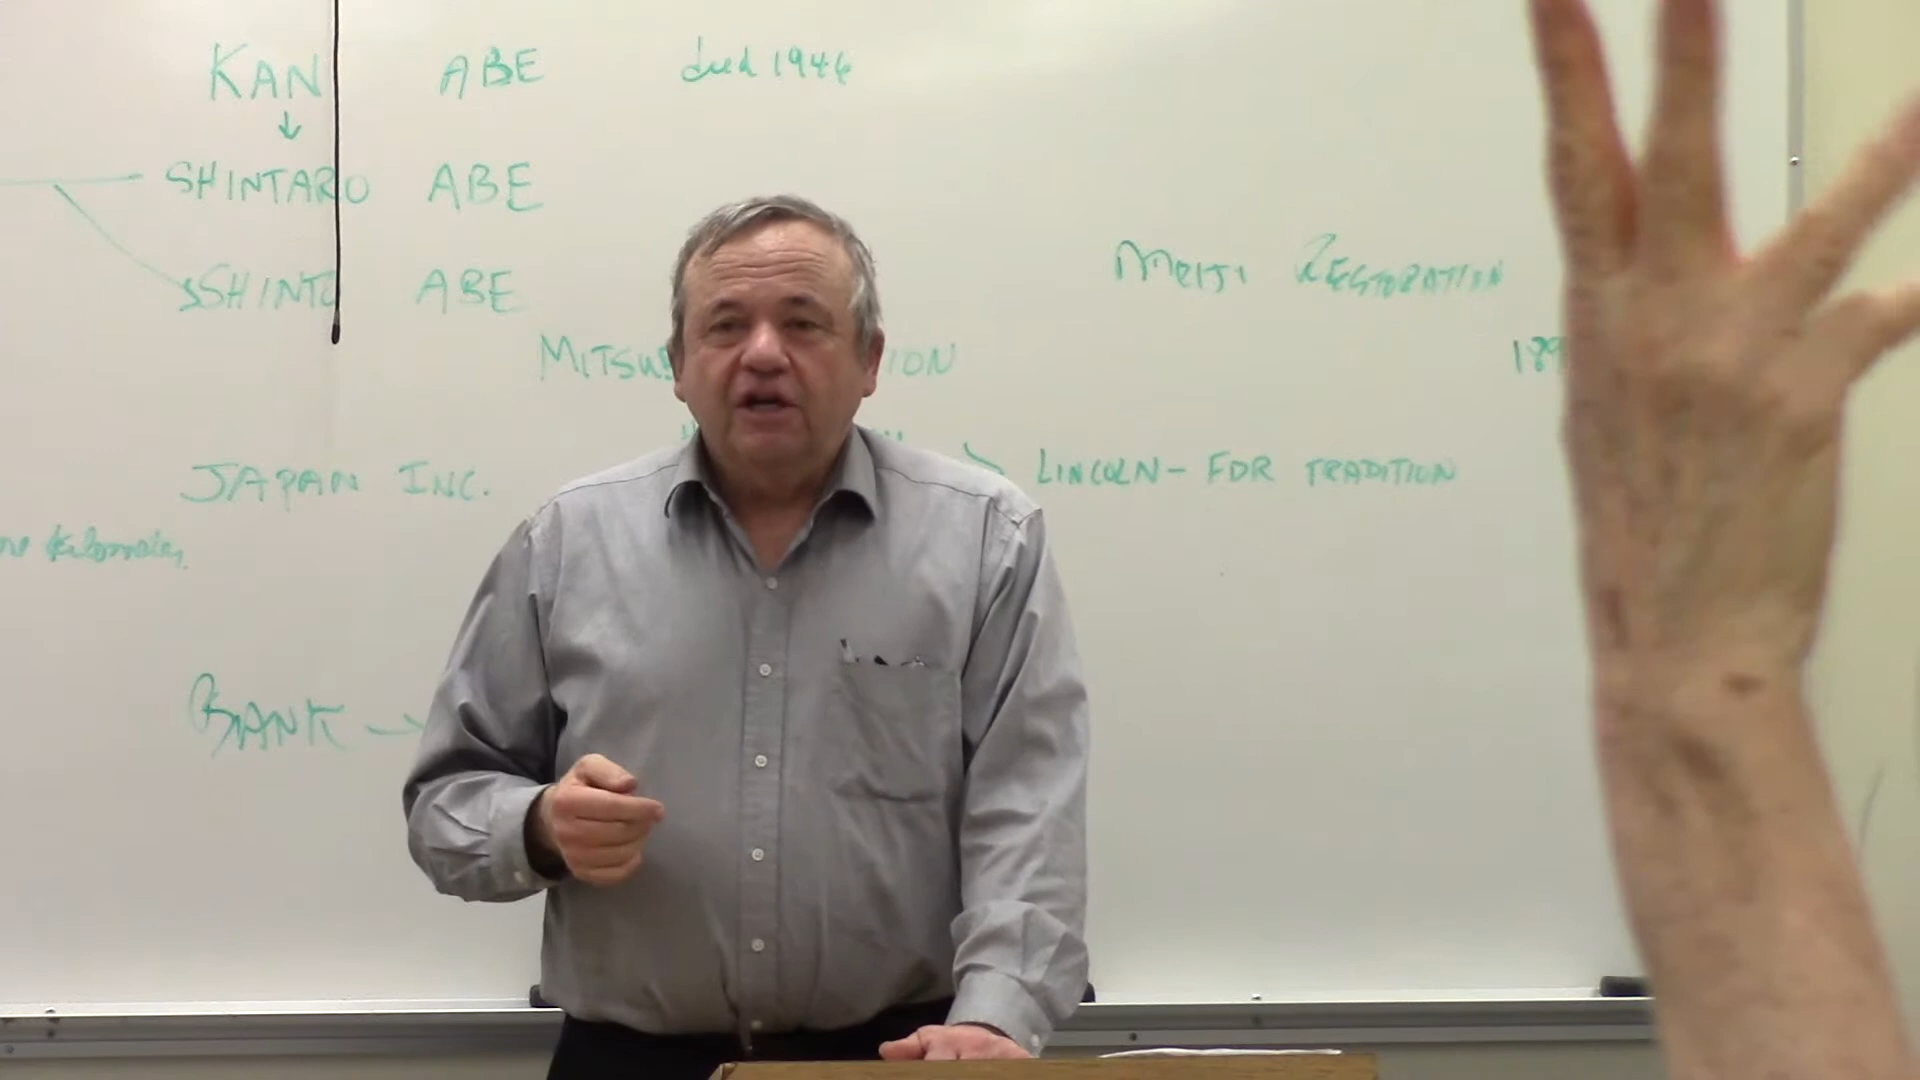 KAN ABE died 1946
SHINTARO ABE
SHINTO ABE
MEIJI RESTORATION
JAPAN INC.
LINCOLN - FDR TRADITION
BANK →